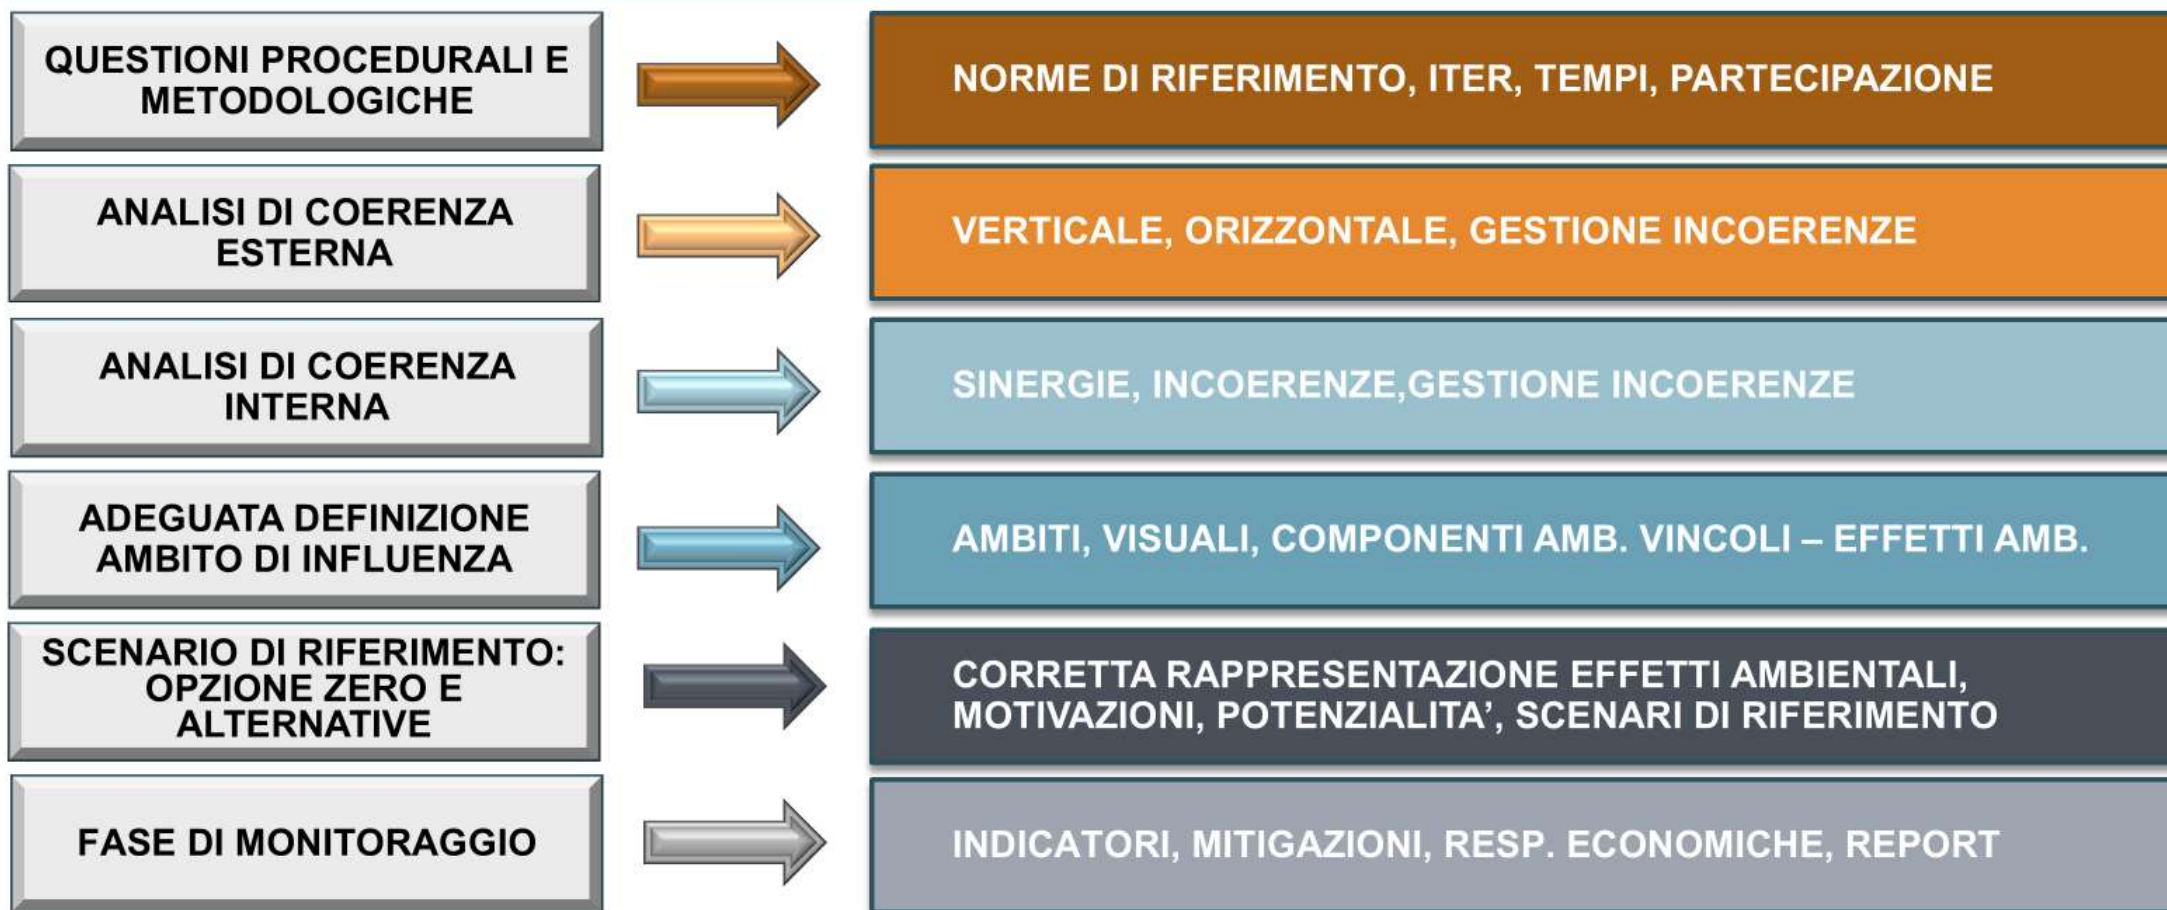 QUESTIONI PROCEDURALI E
METODOLOGICHE
NORME DI RIFERIMENTO, ITER, TEMPI, PARTECIPAZIONE
ANALISI DI COERENZA
ESTERNA
VERTICALE, ORIZZONTALE, GESTIONE INCOERENZE
ANALISI DI COERENZA
INTERNA
SINERGIE, INCOERENZE,GESTIONE INCOERENZE
ADEGUATA DEFINIZIONE
AMBITO DI INFLUENZA
AMBITI, VISUALI, COMPONENTI AMB. VINCOLI – EFFETTI AMB.
SCENARIO DI RIFERIMENTO:
OPZIONE ZERO E
ALTERNATIVE
CORRETTA RAPPRESENTAZIONE EFFETTI AMBIENTALI,
MOTIVAZIONI, POTENZIALITA’, SCENARI DI RIFERIMENTO
FASE DI MONITORAGGIO
INDICATORI, MITIGAZIONI, RESP. ECONOMICHE, REPORT